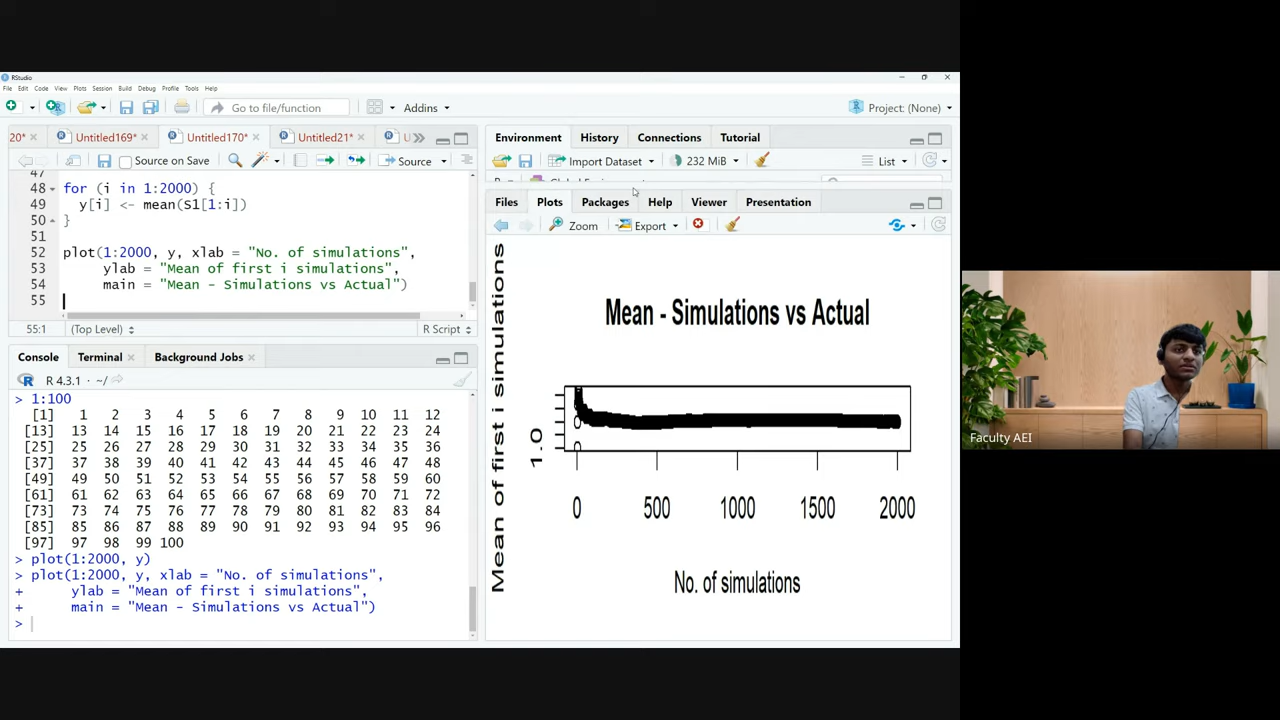 RStudio
File Edit Code View Plots Session Build Debug Profile Tools Help
Go to file/function
Addins
Project: (None)
20*
Untitled169*
Untitled170*
Untitled21*
Source on Save
Source
47
48 for (i in 1:2000) {
49 y[i] <- mean(S1[1:i])
50 }
51
52 plot(1:2000, y, xlab = "No. of simulations",
53 ylab = "Mean of first i simulations",
54 main = "Mean - Simulations vs Actual")
55
55:1 (Top Level) R Script
Console Terminal Background Jobs
R 4.3.1 · ~/
> 1:100
[1] 1 2 3 4 5 6 7 8 9 10 11 12
[13] 13 14 15 16 17 18 19 20 21 22 23 24
[25] 25 26 27 28 29 30 31 32 33 34 35 36
[37] 37 38 39 40 41 42 43 44 45 46 47 48
[49] 49 50 51 52 53 54 55 56 57 58 59 60
[61] 61 62 63 64 65 66 67 68 69 70 71 72
[73] 73 74 75 76 77 78 79 80 81 82 83 84
[85] 85 86 87 88 89 90 91 92 93 94 95 96
[97] 97 98 99 100
> plot(1:2000, y)
> plot(1:2000, y, xlab = "No. of simulations",
+ ylab = "Mean of first i simulations",
+ main = "Mean - Simulations vs Actual")
>
Environment History Connections Tutorial
Import Dataset 232 MiB List
Files Plots Packages Help Viewer Presentation
Zoom Export
Mean - Simulations vs Actual
Mean of first i simulations
1.0
0 500 1000 1500 2000
No. of simulations
Faculty AEI